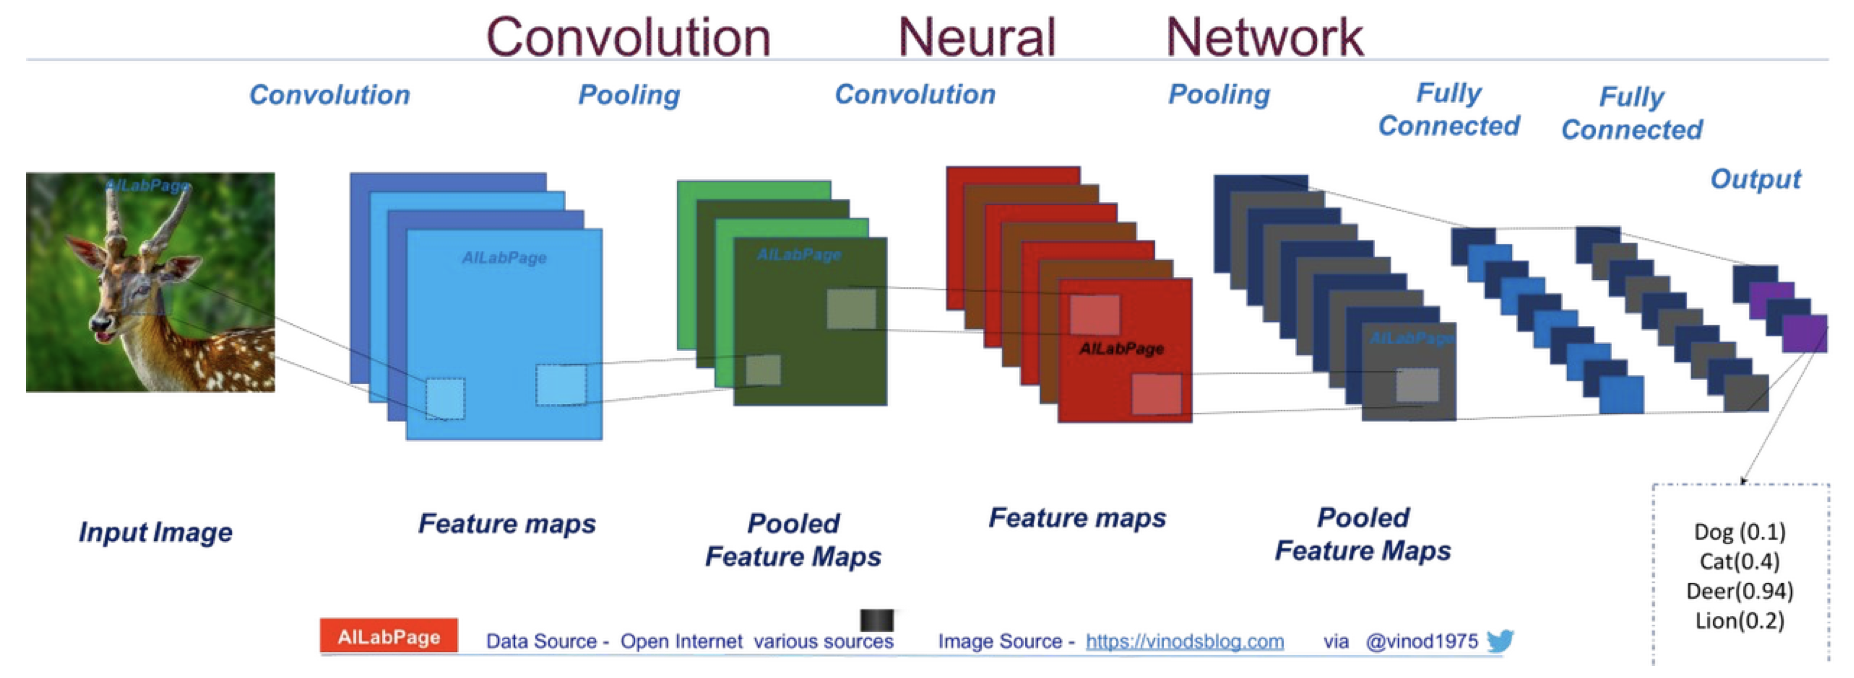 Convolution Neural Network
Convolution
Pooling
Convolution
Pooling
Fully
Connected
Fully
Connected
Output
AILabPage
AILabPage
AILabPage
AILabPage
AILabPage
Input Image
Feature maps
Pooled
Feature Maps
Feature maps
Pooled
Feature Maps
Dog (0.1)
Cat(0.4)
Deer(0.94)
Lion(0.2)
AILabPage
Data Source - Open Internet various sources
Image Source - https://vinodsblog.com via @vinod1975